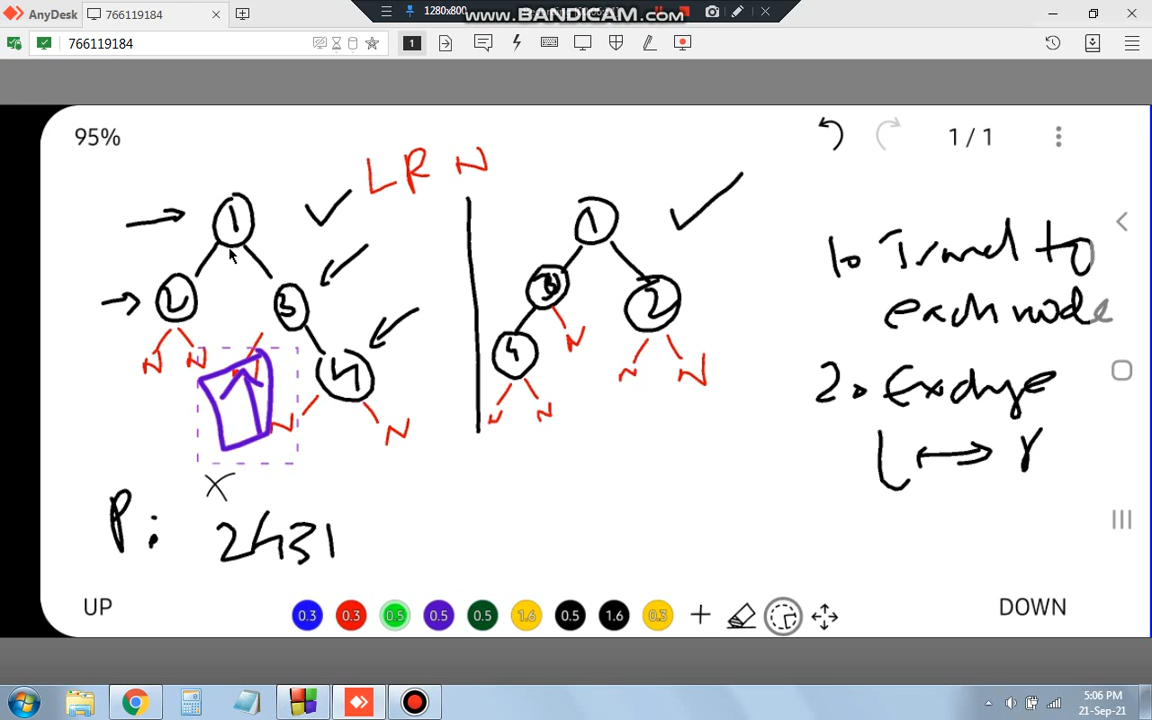 AnyDesk
766119184
1280x800
www.BANDICAM.com
766119184
1
95%
1/1
L R N
1
2
3
4
N N
N
N N
1
3
2
4
N
N N
N N
1. Travel to
each node
2. Exchange
l ↔ r
P: 2431
UP
DOWN
0.3 0.3 0.5 0.5 0.5 1.6 0.5 1.6 0.3
5:06 PM
21-Sep-21